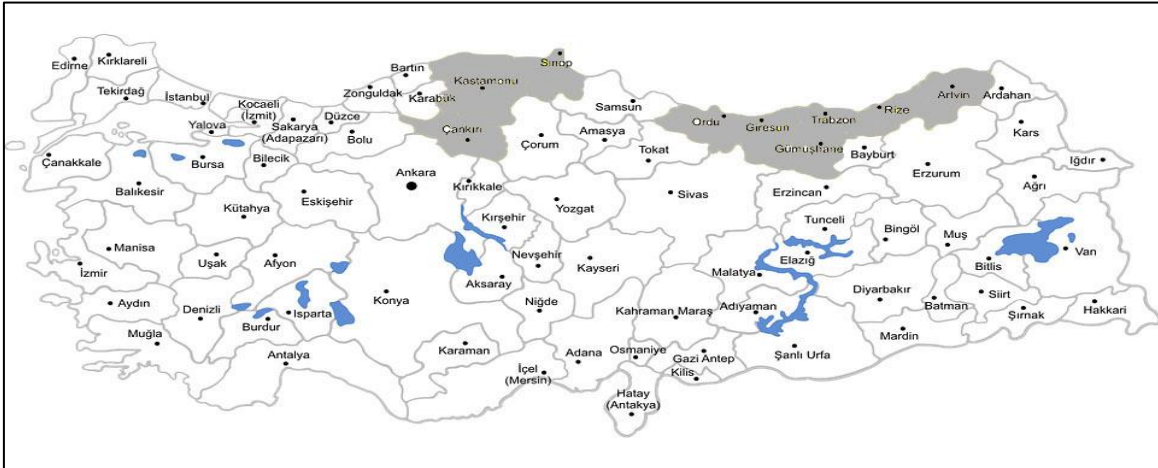 Edirne
Kırklareli
Tekirdağ
İstanbul
Kocaeli
(İzmit)
Yalova
Sakarya
(Adapazarı)
Düzce
Zonguldak
Bartın
Karabük
Kastamonu
Sinop
Bolu
Çankırı
Samsun
Ordu
Giresun
Trabzon
Rize
Artvin
Ardahan
Kars
Gümüşhane
Bayburt
Çorum
Amasya
Tokat
Çanakkale
Bursa
Bilecik
Balıkesir
Eskişehir
Ankara
Kırıkkale
Sivas
Erzincan
Erzurum
Iğdır
Ağrı
Kütahya
Kırşehir
Yozgat
Tunceli
Bingöl
Muş
Manisa
Uşak
Afyon
Nevşehir
Kayseri
Elazığ
Bitlis
Van
İzmir
Aksaray
Malatya
Aydın
Denizli
Isparta
Konya
Niğde
Adıyaman
Diyarbakır
Batman
Siirt
Şırnak
Hakkari
Muğla
Burdur
Kahraman Maraş
Mardin
Antalya
Karaman
İçel
(Mersin)
Adana
Osmaniye
Gazi Antep
Kilis
Şanlı Urfa
Hatay
(Antakya)